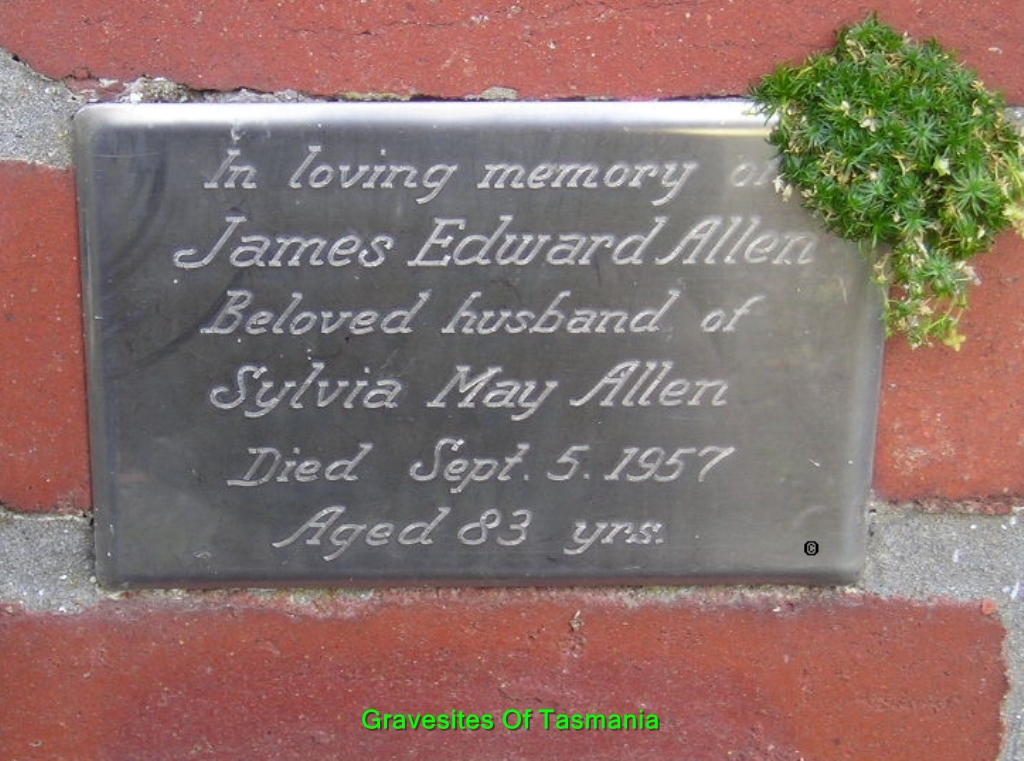 In loving memory of
James Edward Allen
Beloved husband of
Sylvia May Allen
Died Sept. 5. 1957
Aged 83 yrs.
©
Gravesites Of Tasmania